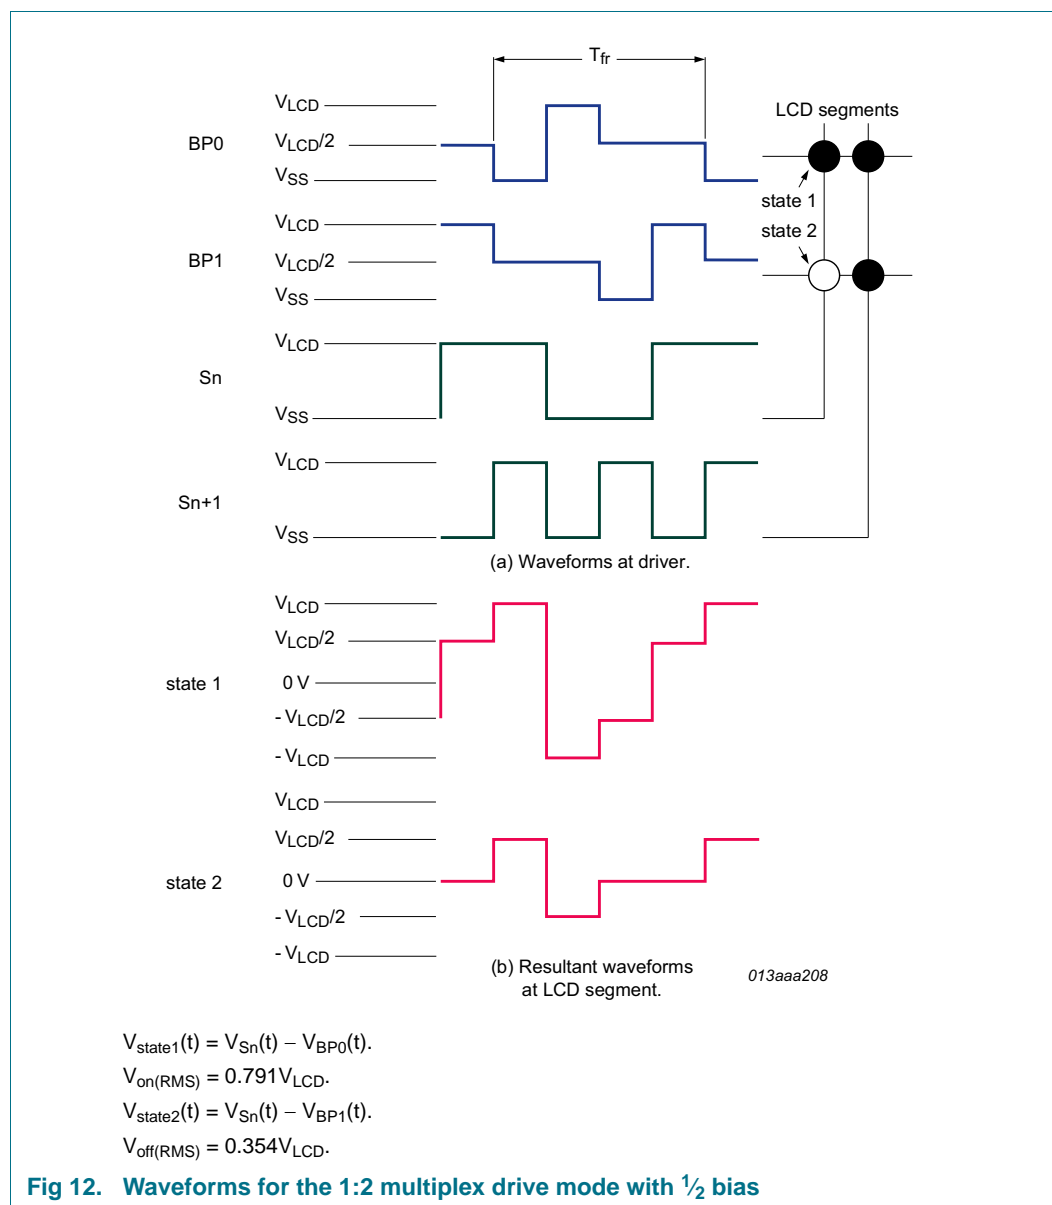 Tfr
VLCD
BP0 VLCD/2
VSS
LCD segments
state 1
state 2
VLCD
BP1 VLCD/2
VSS
VLCD
Sn
VSS
VLCD
Sn+1
VSS
(a) Waveforms at driver.
VLCD
VLCD/2
state 1 0 V
- VLCD/2
- VLCD
VLCD
VLCD/2
state 2 0 V
- VLCD/2
- VLCD
(b) Resultant waveforms
at LCD segment.
013aaa208
Vstate1(t) = VSn(t) − VBP0(t).
Von(RMS) = 0.791VLCD.
Vstate2(t) = VSn(t) − VBP1(t).
Voff(RMS) = 0.354VLCD.
Fig 12. Waveforms for the 1:2 multiplex drive mode with 1⁄2 bias